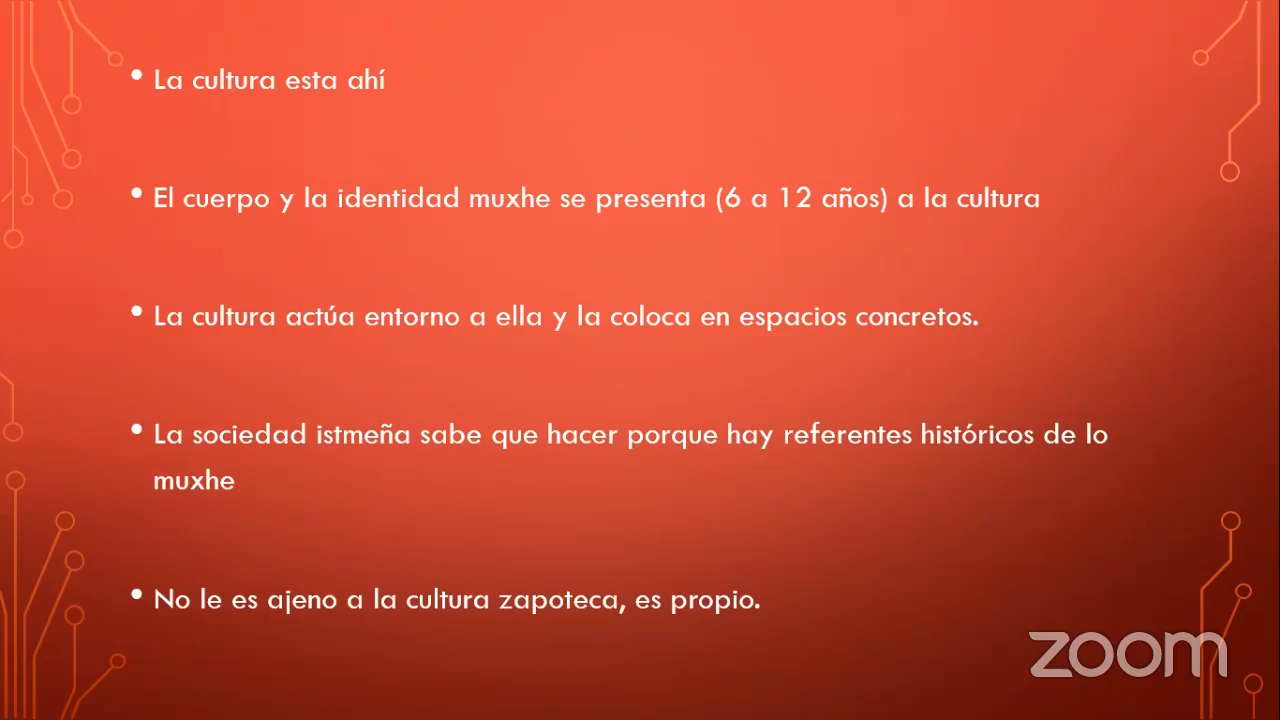 • La cultura esta ahí
• El cuerpo y la identidad muxhe se presenta (6 a 12 años) a la cultura
• La cultura actúa entorno a ella y la coloca en espacios concretos.
• La sociedad istmeña sabe que hacer porque hay referentes históricos de lo
muxhe
• No le es ajeno a la cultura zapoteca, es propio.
zoom